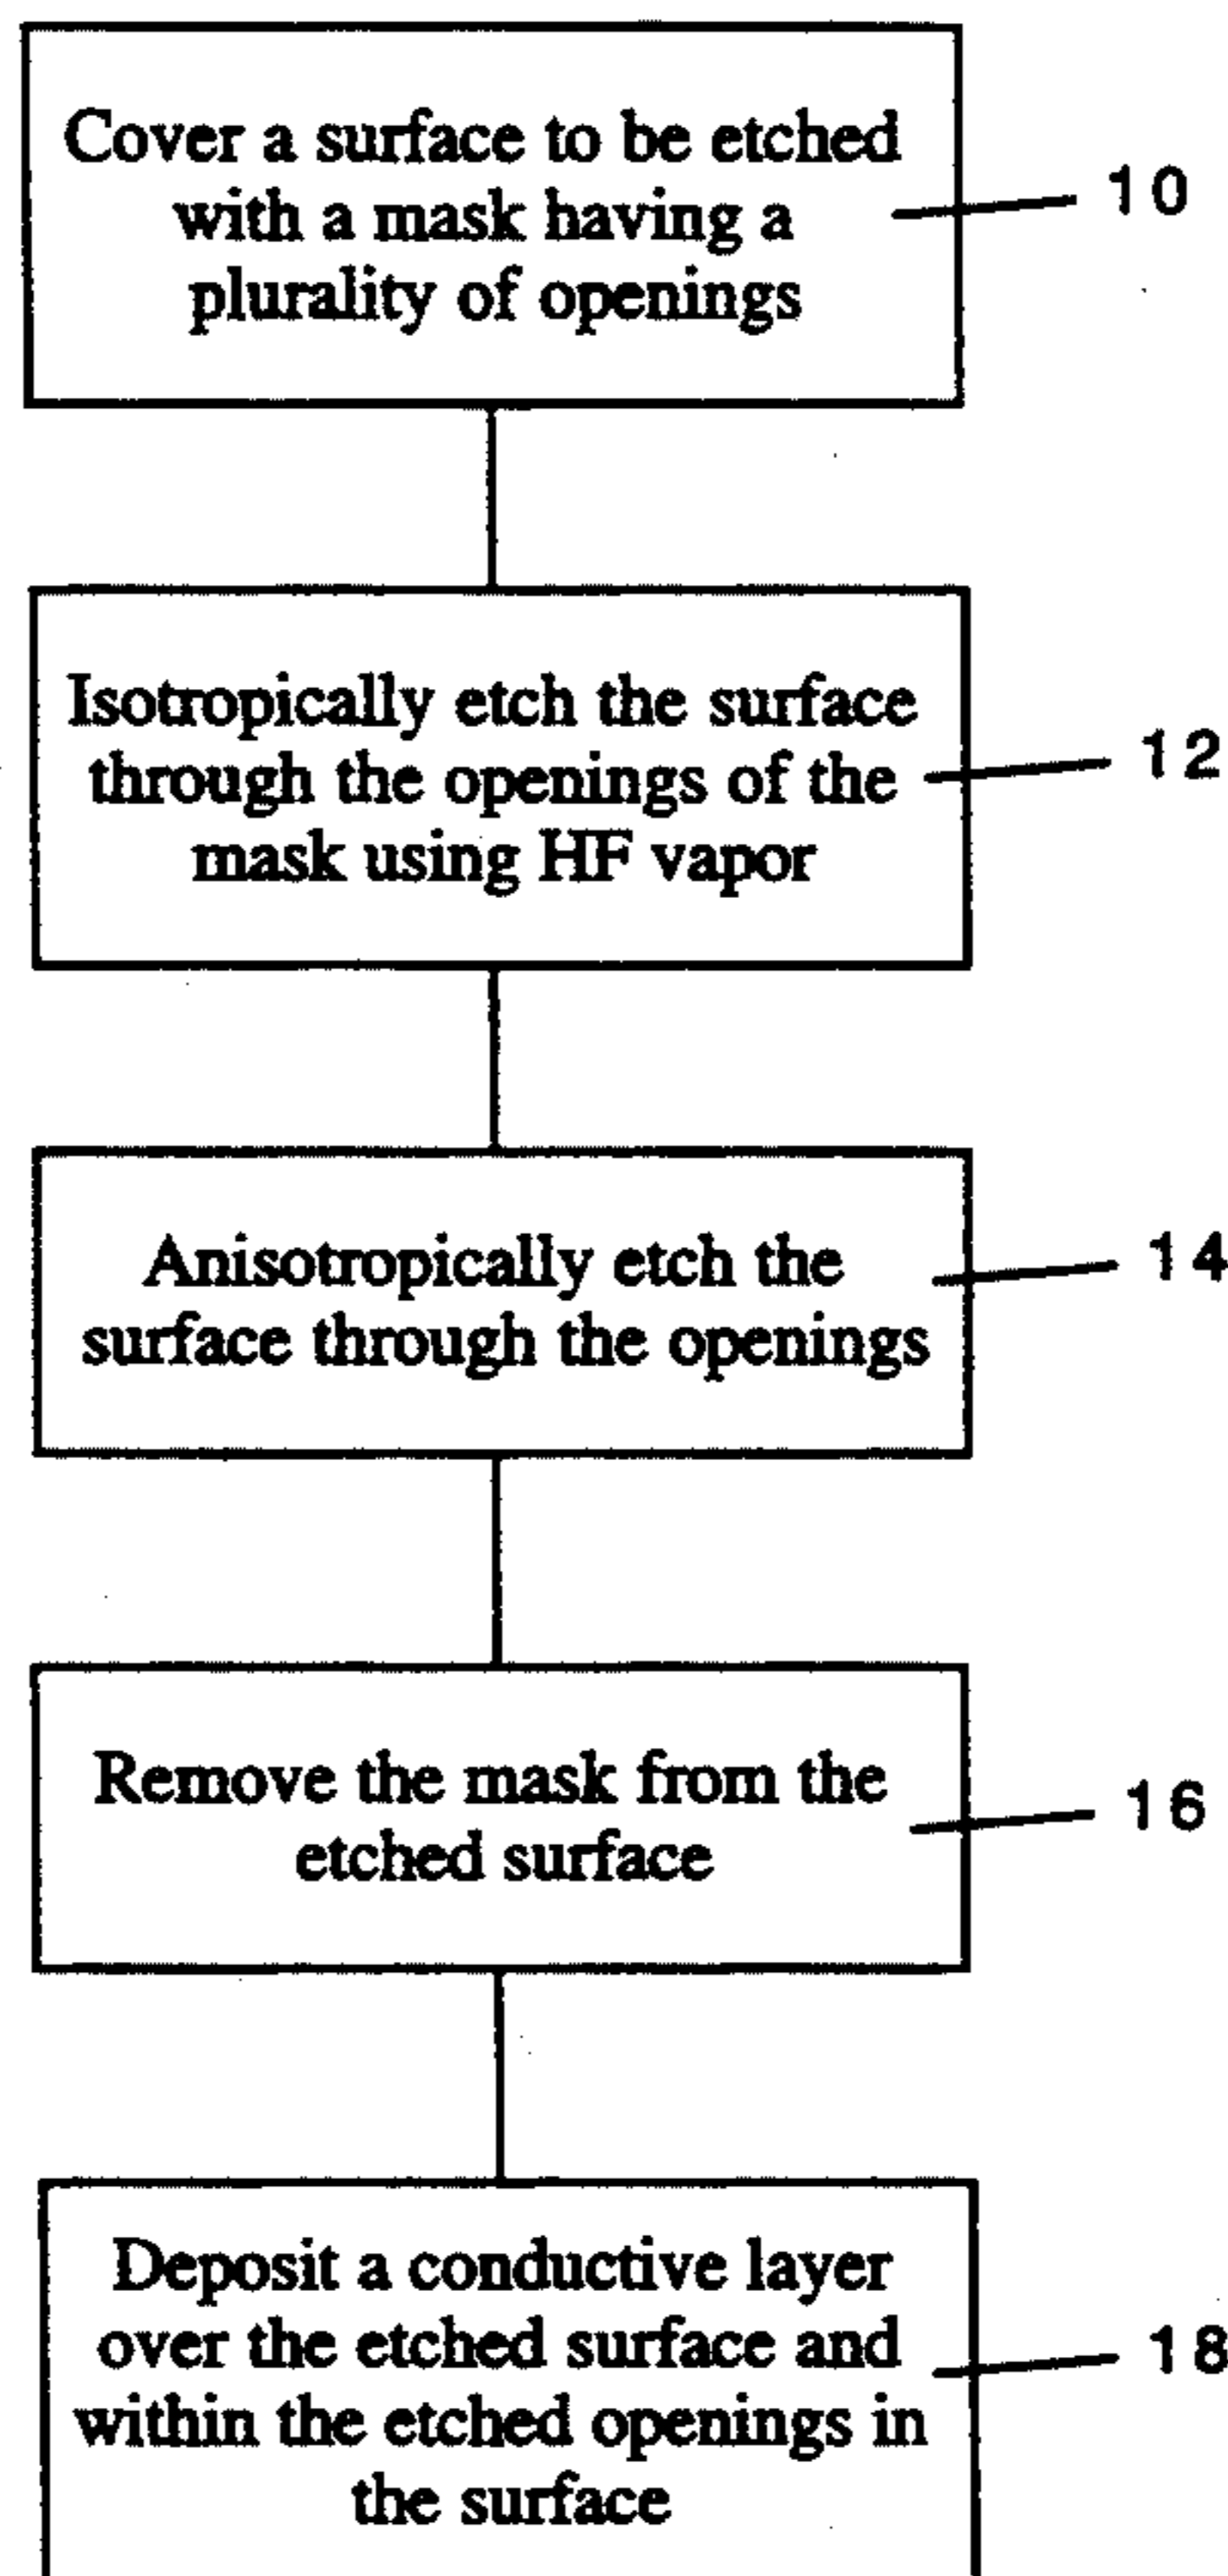 Cover a surface to be etched
with a mask having a
plurality of openings
10
Isotropically etch the surface
through the openings of the
mask using HF vapor
12
Anisotropically etch the
surface through the openings
14
Remove the mask from the
etched surface
16
Deposit a conductive layer
over the etched surface and
within the etched openings in
the surface
18